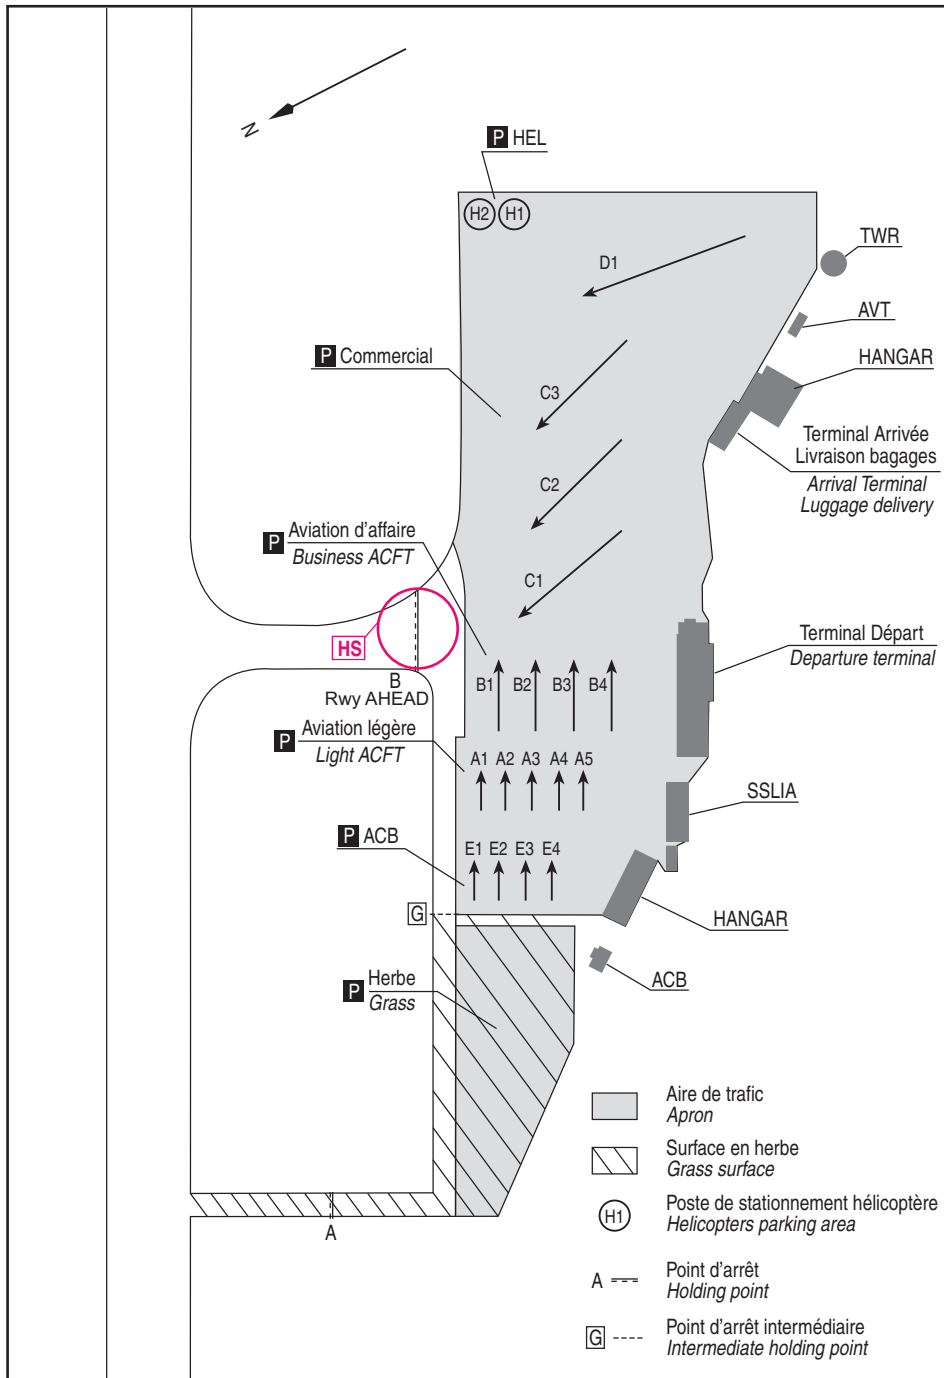 N
P HEL
H2 H1
TWR
D1
AVT
P Commercial
HANGAR
C3
Terminal Arrivée
Livraison bagages
Arrival Terminal
Luggage delivery
C2
P Aviation d'affaire
Business ACFT
C1
HS
Terminal Départ
Departure terminal
B
Rwy AHEAD
B1 B2 B3 B4
P Aviation légère
Light ACFT
A1 A2 A3 A4 A5
SSLIA
P ACB
E1 E2 E3 E4
G
HANGAR
ACB
P Herbe
Grass
Aire de trafic
Apron
Surface en herbe
Grass surface
H1 Poste de stationnement hélicoptère
Helicopters parking area
A
A Point d'arrêt
Holding point
G Point d'arrêt intermédiaire
Intermediate holding point